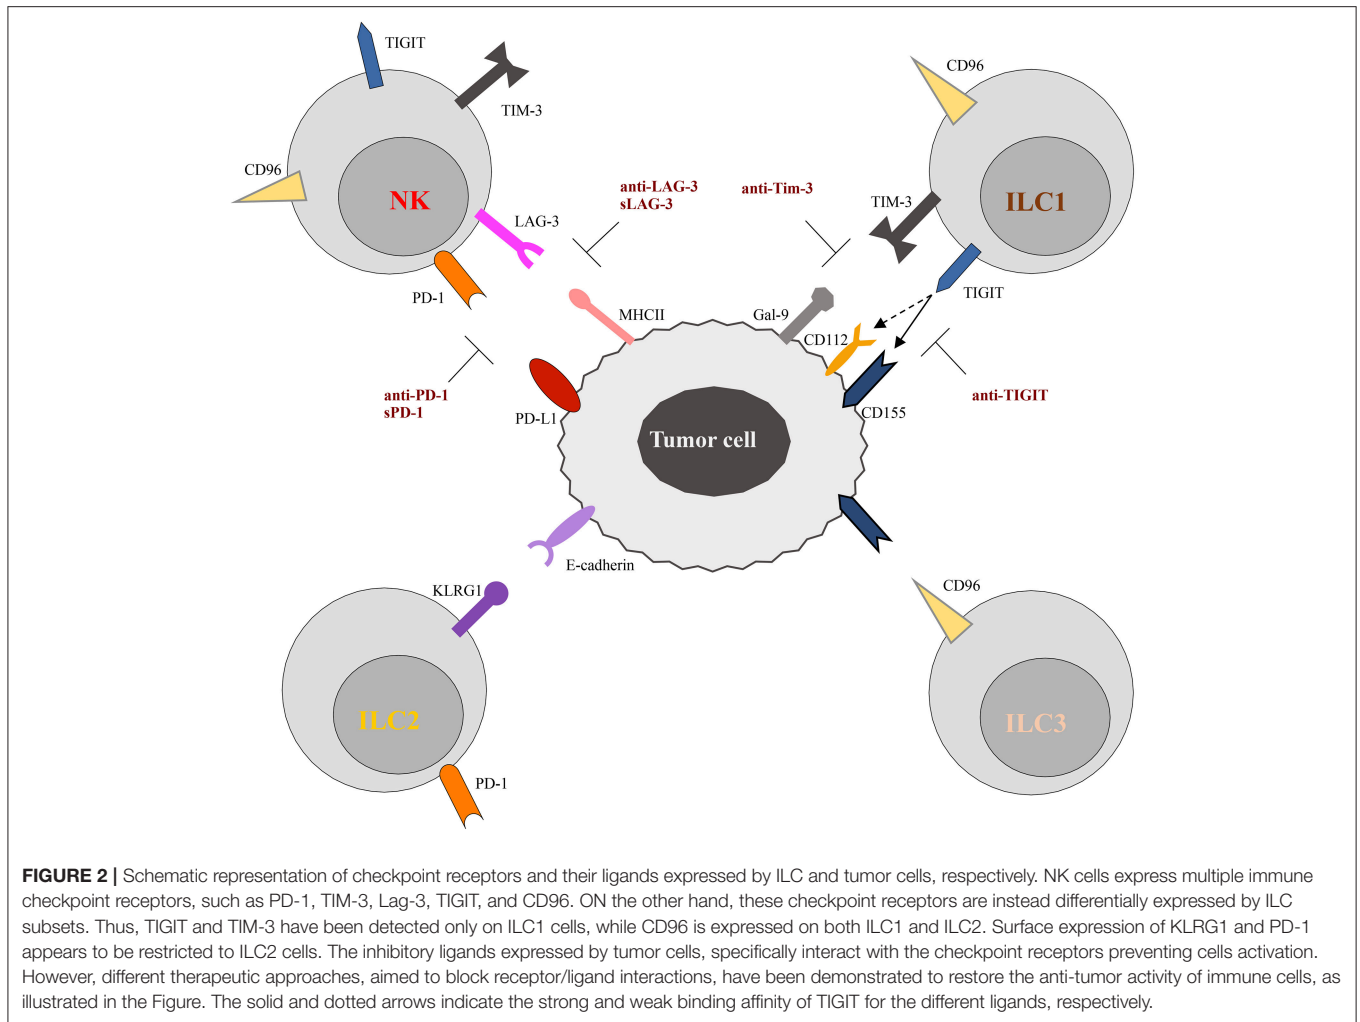 TIGIT
TIM-3
CD96
NK
LAG-3
PD-1
anti-LAG-3
sLAG-3
anti-Tim-3
CD96
TIM-3
ILC1
TIGIT
MHCII
Gal-9
CD112
anti-PD-1
sPD-1
PD-L1
CD155
anti-TIGIT
Tumor cell
E-cadherin
KLRG1
ILC2
PD-1
CD96
ILC3
FIGURE 2 | Schematic representation of checkpoint receptors and their ligands expressed by ILC and tumor cells, respectively. NK cells express multiple immune
checkpoint receptors, such as PD-1, TIM-3, Lag-3, TIGIT, and CD96. ON the other hand, these checkpoint receptors are instead differentially expressed by ILC
subsets. Thus, TIGIT and TIM-3 have been detected only on ILC1 cells, while CD96 is expressed on both ILC1 and ILC2. Surface expression of KLRG1 and PD-1
appears to be restricted to ILC2 cells. The inhibitory ligands expressed by tumor cells, specifically interact with the checkpoint receptors preventing cells activation.
However, different therapeutic approaches, aimed to block receptor/ligand interactions, have been demonstrated to restore the anti-tumor activity of immune cells, as
illustrated in the Figure. The solid and dotted arrows indicate the strong and weak binding affinity of TIGIT for the different ligands, respectively.